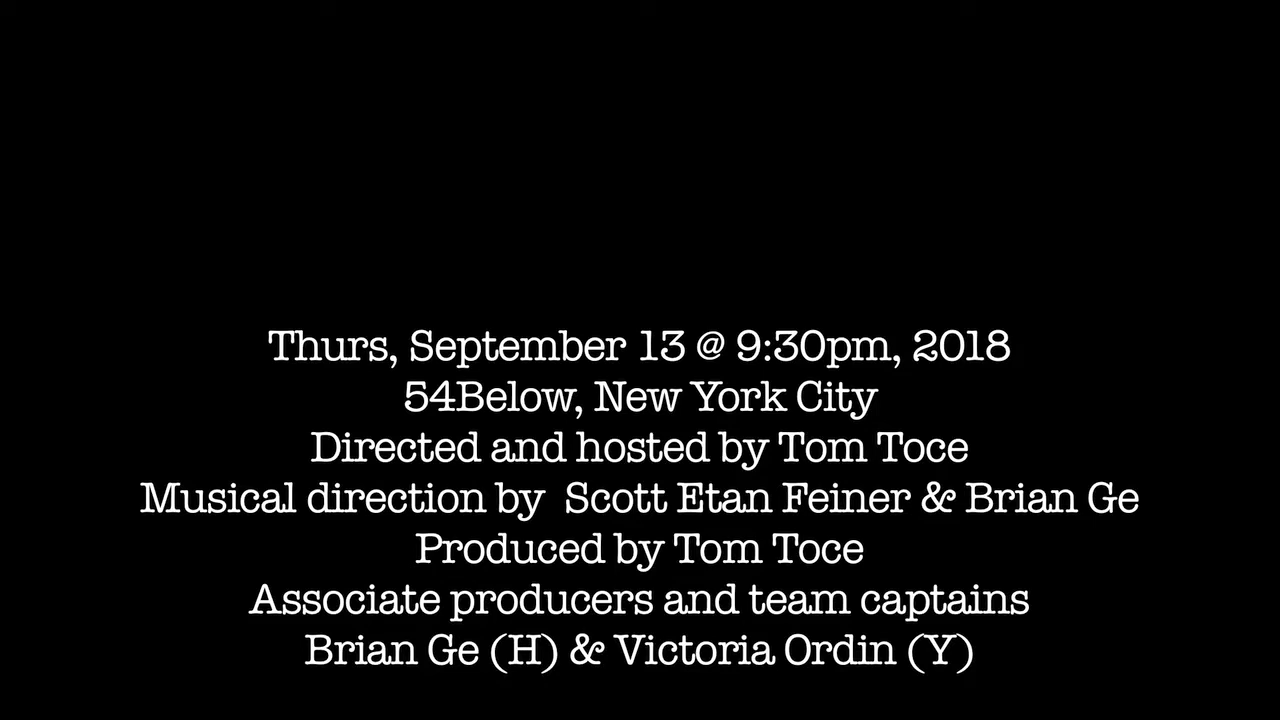 Thurs, September 13 @ 9:30pm, 2018
54Below, New York City
Directed and hosted by Tom Toce
Musical direction by  Scott Etan Feiner & Brian Ge
Produced by Tom Toce
Associate producers and team captains
Brian Ge (H) & Victoria Ordin (Y)